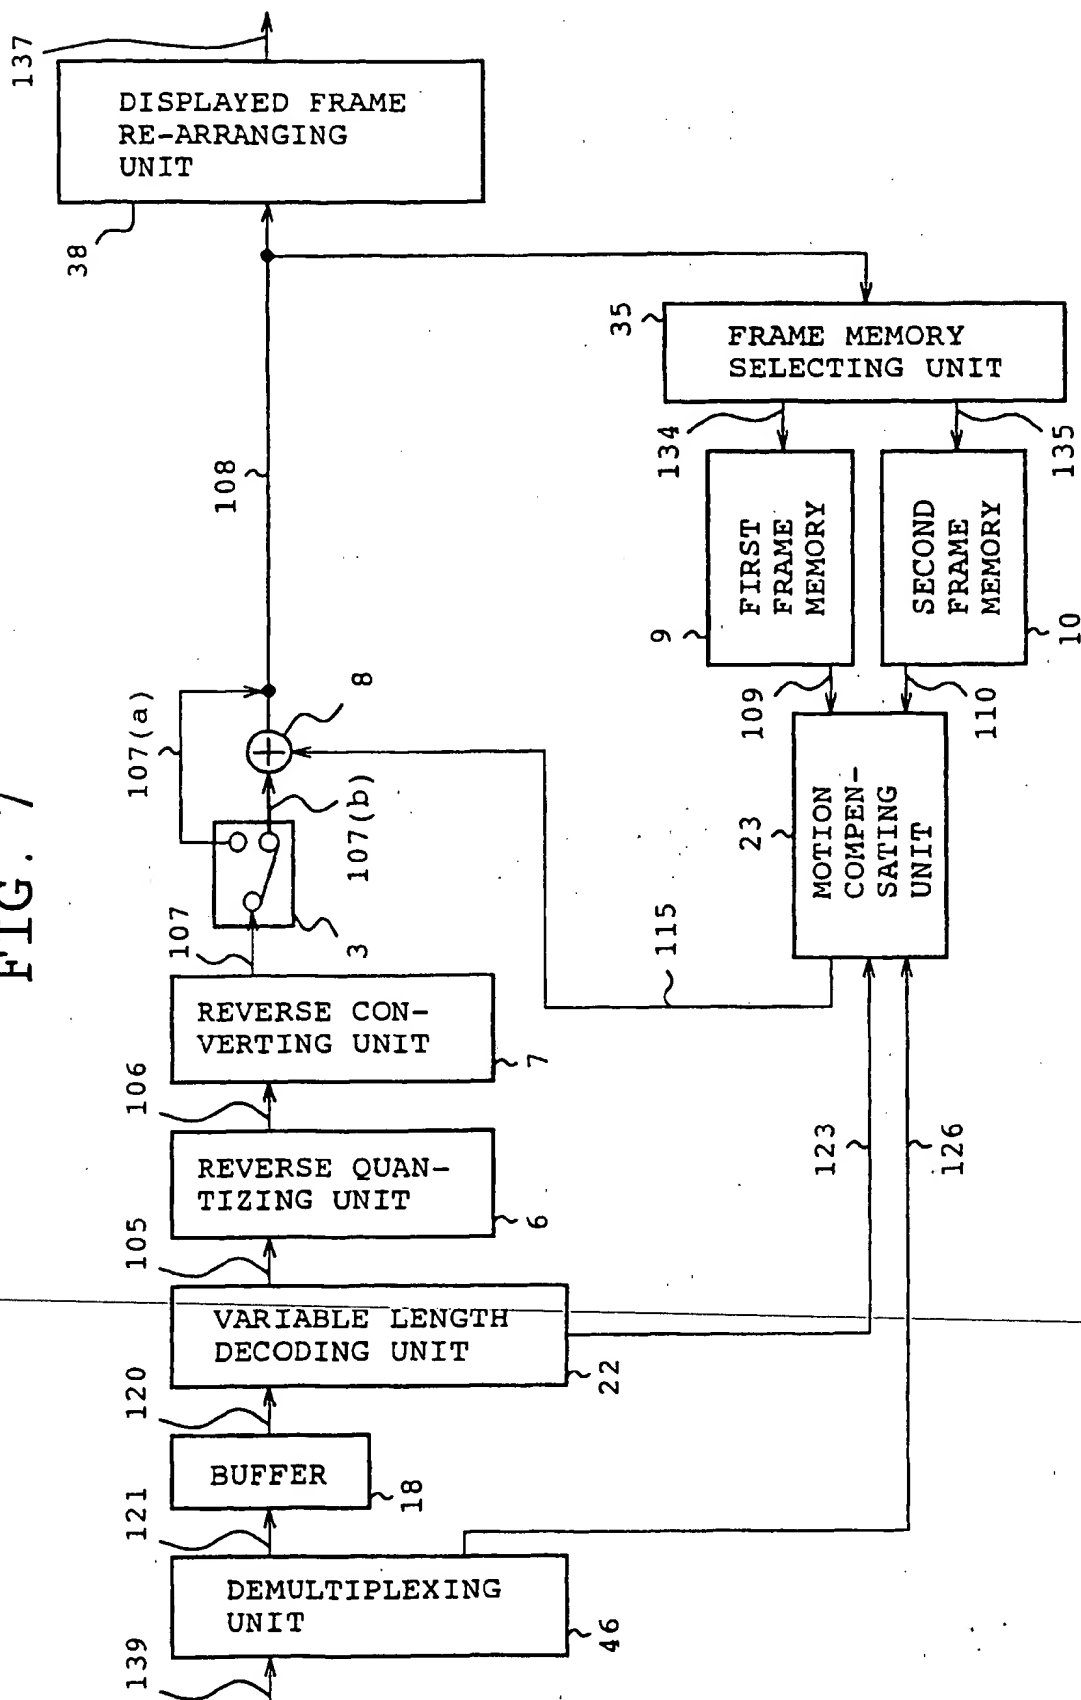 FIG. 7
139
DEMULTIPLEXING
UNIT
46
121
BUFFER
18
120
VARIABLE LENGTH
DECODING UNIT
22
105
REVERSE QUAN-
TIZING UNIT
6
106
REVERSE CON-
VERTING UNIT
7
107
3
107(a)
107(b)
8
108
38
DISPLAYED FRAME
RE-ARRANGING
UNIT
137
35
FRAME MEMORY
SELECTING UNIT
134
135
9
FIRST
FRAME
MEMORY
SECOND
FRAME
MEMORY
10
109
110
23
MOTION
COMPEN-
SATING
UNIT
115
123
126